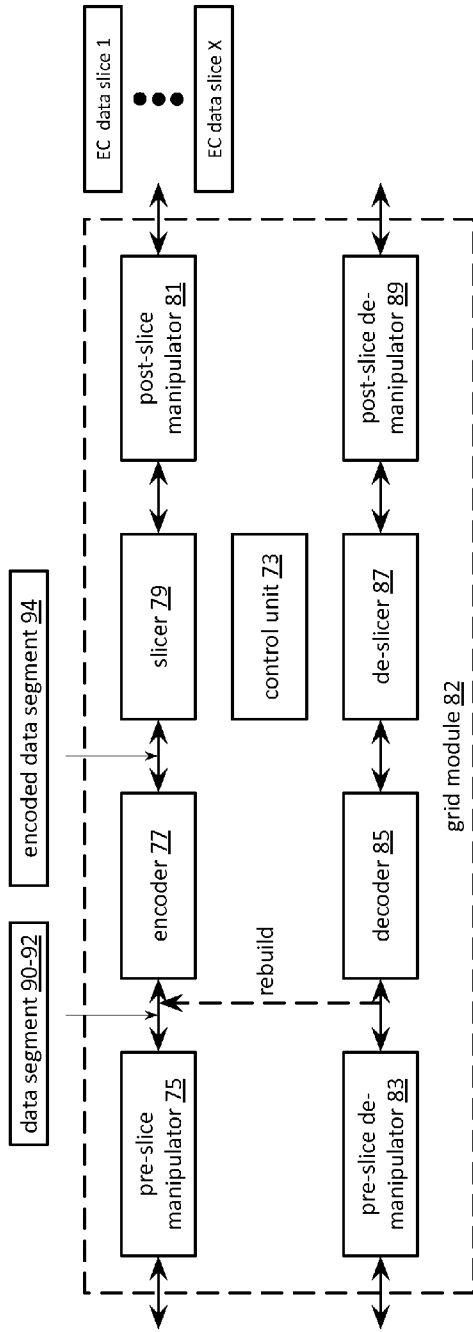 data segment 90-92
encoded data segment 94
EC data slice 1
EC data slice X
pre-slice
manipulator 75
encoder 77
slicer 79
post-slice
manipulator 81
rebuild
control unit 73
pre-slice de-
manipulator 83
decoder 85
de-slicer 87
post-slice de-
manipulator 89
grid module 82